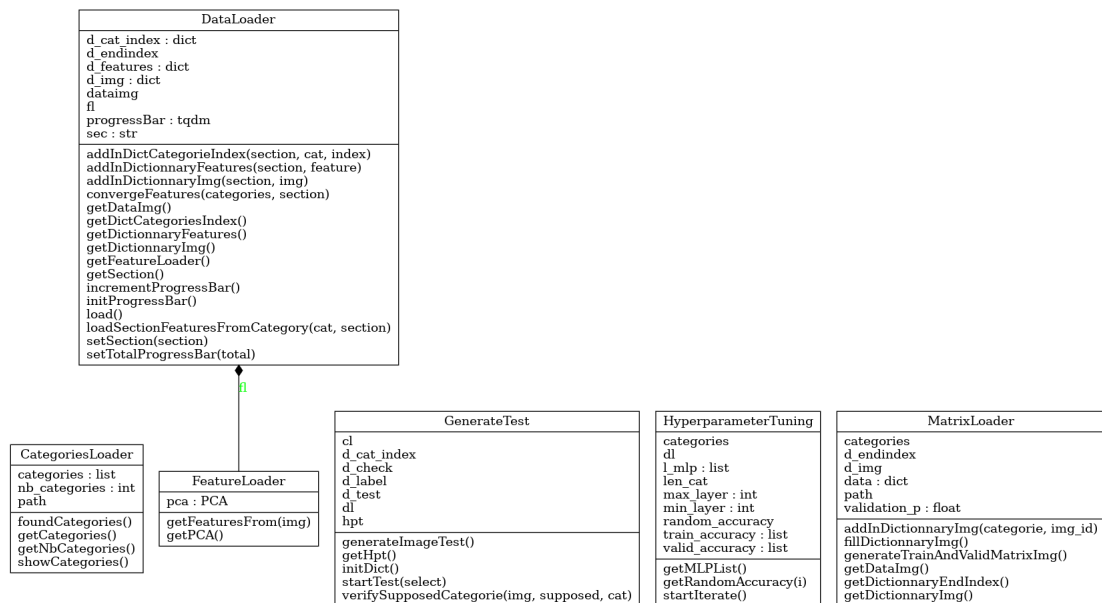 DataLoader
d_cat_index : dict
d_endindex
d_features : dict
d_img : dict
dataimg
fl
progressBar : tqdm
sec : str
addInDictCategorieIndex(section, cat, index)
addInDictionnaryFeatures(section, feature)
addInDictionnaryImg(section, img)
convergeFeatures(categories, section)
getDataImg()
getDictCategoriesIndex()
getDictionnaryFeatures()
getDictionnaryImg()
getFeatureLoader()
getSection()
incrementProgressBar()
initProgressBar()
load()
loadSectionFeaturesFromCategory(cat, section)
setSection(section)
setTotalProgressBar(total)
fl
CategoriesLoader
categories : list
nb_categories : int
path
foundCategories()
getCategories()
getNbCategories()
showCategories()
FeatureLoader
pca : PCA
getFeaturesFrom(img)
getPCA()
GenerateTest
cl
d_cat_index
d_check
d_label
d_test
dl
hpt
generateImageTest()
getHpt()
initDict()
startTest(select)
verifySupposedCategorie(img, supposed, cat)
HyperparameterTuning
categories
dl
l_mlp : list
len_cat
max_layer : int
min_layer : int
random_accuracy
train_accuracy : list
valid_accuracy : list
getMLPList()
getRandomAccuracy(i)
startIterate()
MatrixLoader
categories
d_endindex
d_img
data : dict
path
validation_p : float
addInDictionnaryImg(categorie, img_id)
fillDictionnaryImg()
generateTrainAndValidMatrixImg()
getDataImg()
getDictionnaryEndIndex()
getDictionnaryImg()